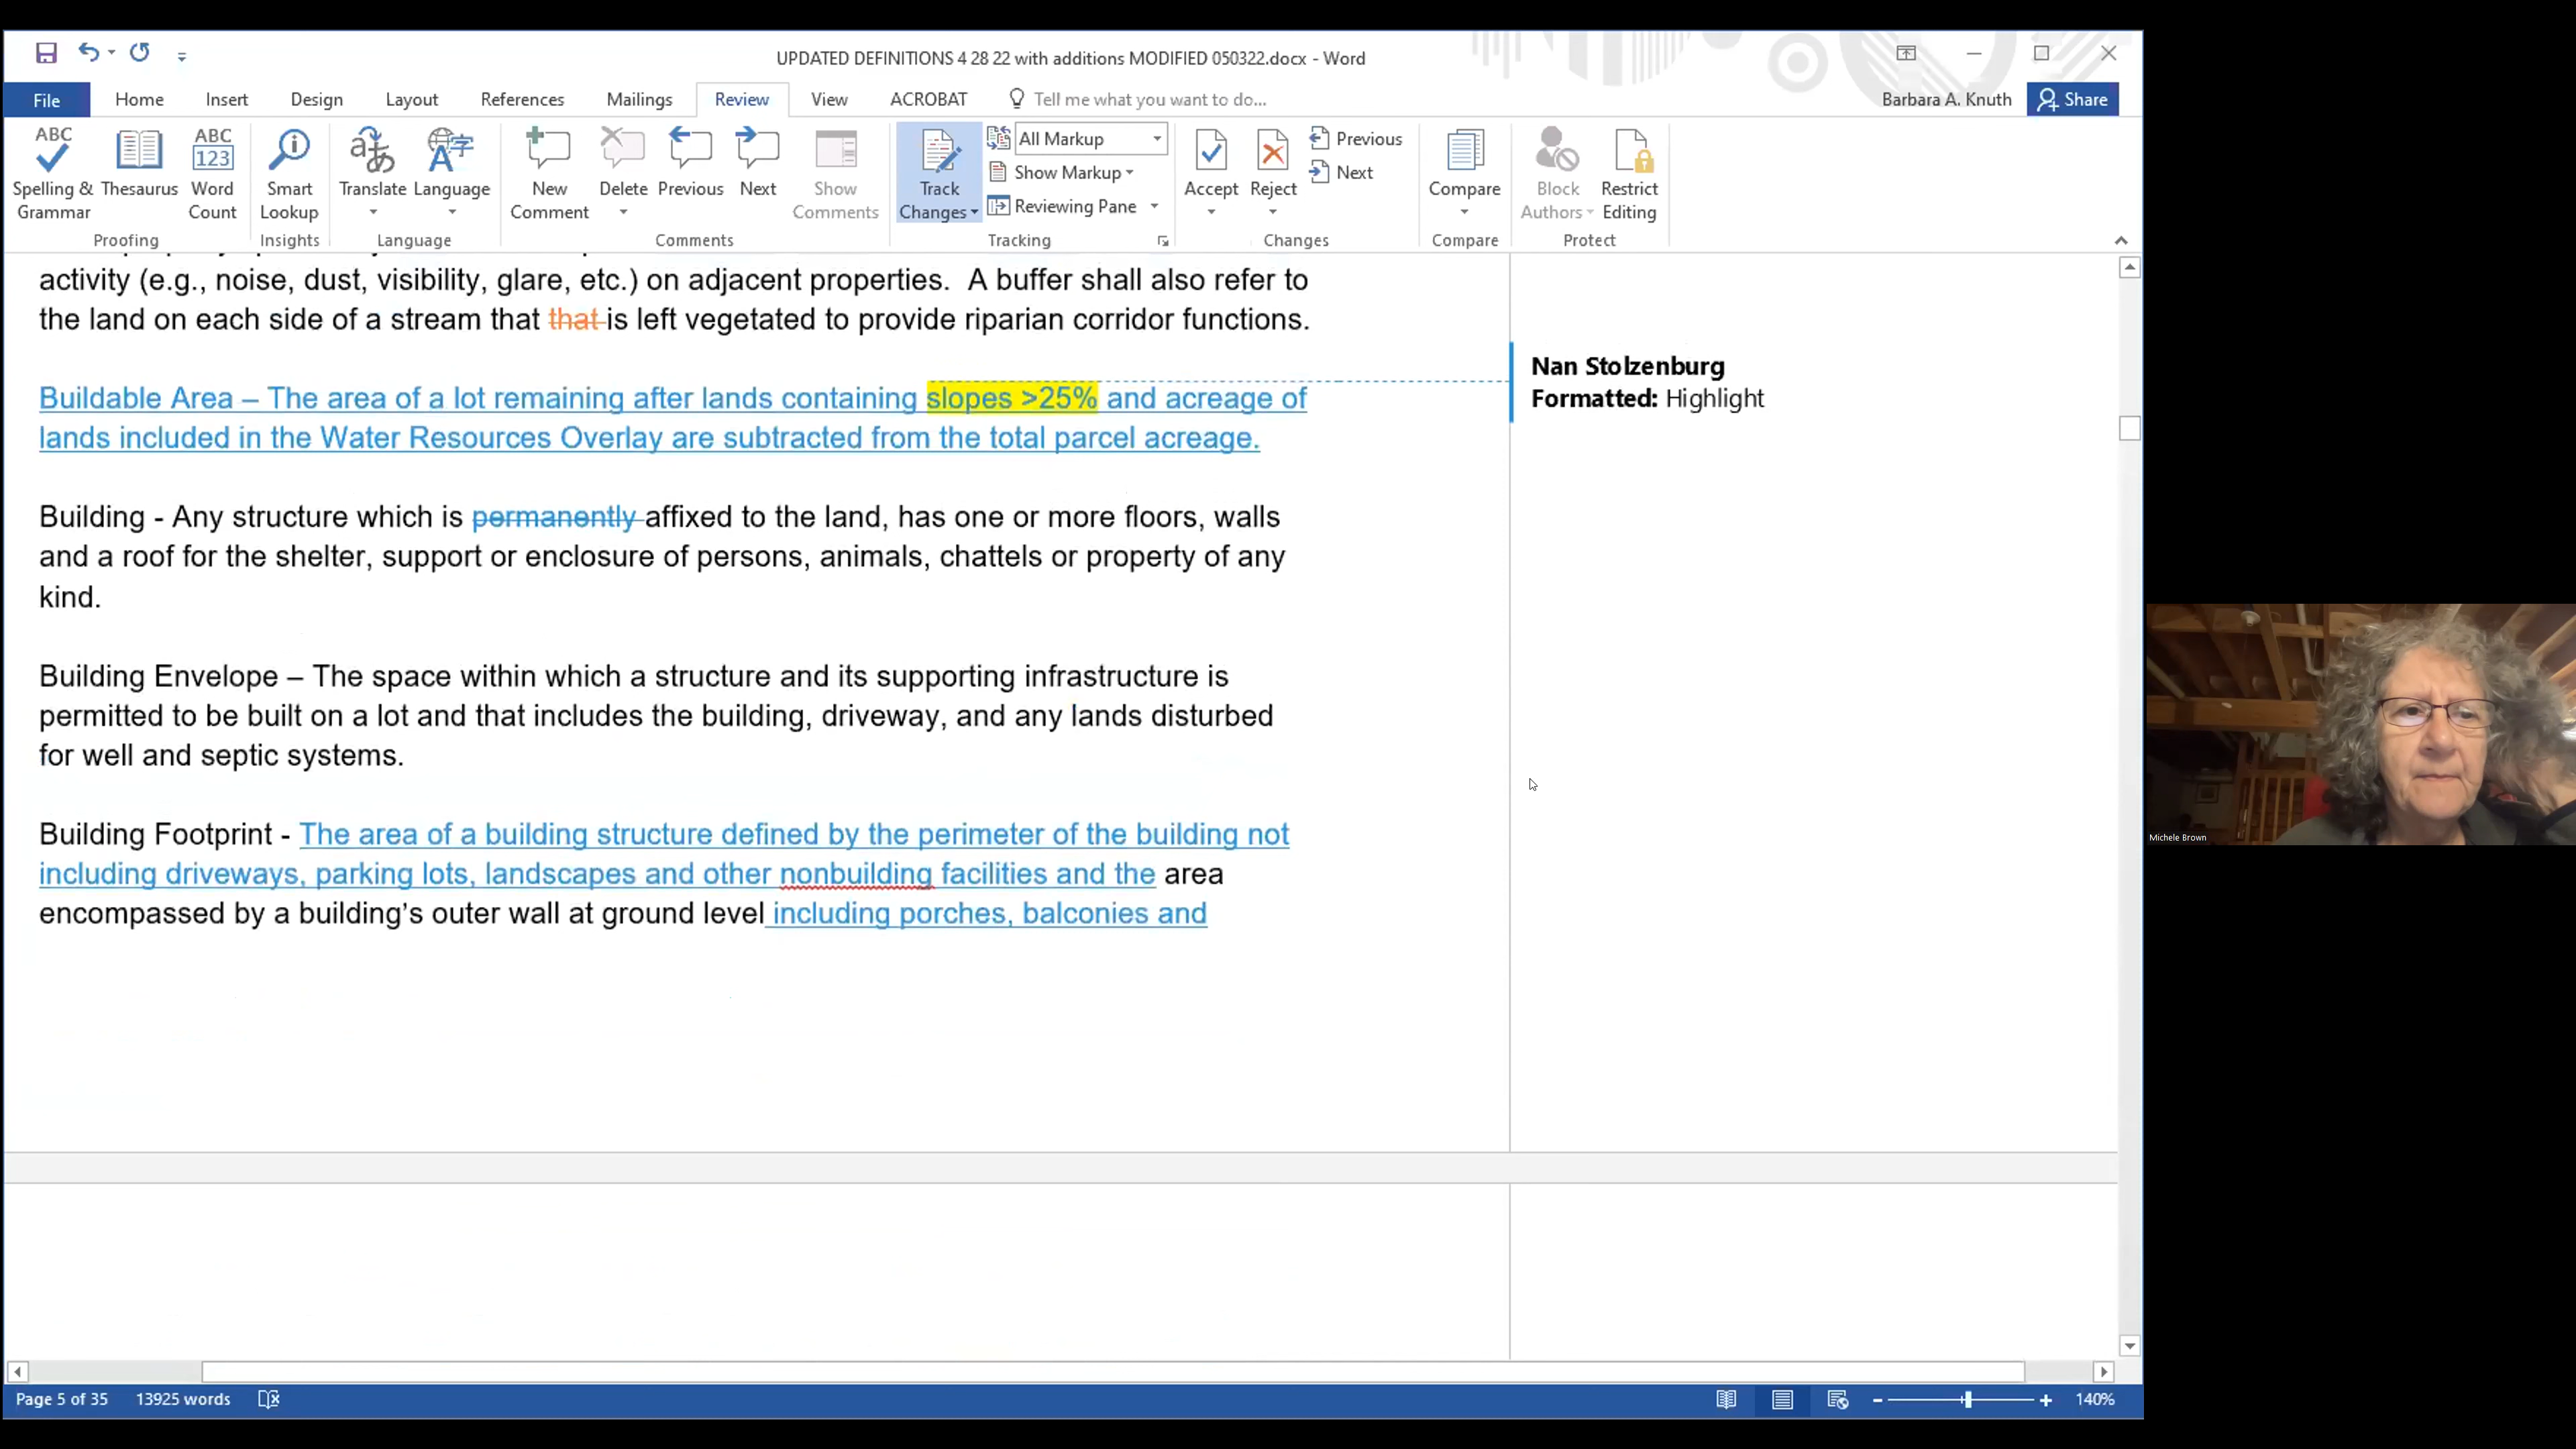 UPDATED DEFINITIONS 4 28 22 with additions MODIFIED 050322.docx - Word
File Home Insert Design Layout References Mailings Review View ACROBAT Tell me what you want to do... Barbara A. Knuth Share
ABC
ABC
123
Spelling & Grammar
Thesaurus
Word Count
Smart Lookup
Translate
Language
New Comment
Delete
Previous
Next
Show Comments
Track Changes
All Markup
Show Markup
Reviewing Pane
Accept
Reject
Previous
Next
Compare
Block Authors
Restrict Editing
Proofing Insights Language Comments Tracking Changes Compare Protect
activity (e.g., noise, dust, visibility, glare, etc.) on adjacent properties. A buffer shall also refer to
the land on each side of a stream that that is left vegetated to provide riparian corridor functions.
Buildable Area – The area of a lot remaining after lands containing slopes >25% and acreage of
lands included in the Water Resources Overlay are subtracted from the total parcel acreage.
Building - Any structure which is permanently affixed to the land, has one or more floors, walls
and a roof for the shelter, support or enclosure of persons, animals, chattels or property of any
kind.
Building Envelope – The space within which a structure and its supporting infrastructure is
permitted to be built on a lot and that includes the building, driveway, and any lands disturbed
for well and septic systems.
Building Footprint - The area of a building structure defined by the perimeter of the building not
including driveways, parking lots, landscapes and other nonbuilding facilities and the area
encompassed by a building's outer wall at ground level including porches, balconies and
Nan Stolzenburg
Formatted: Highlight
Michele Brown
Page 5 of 35 13925 words 140%